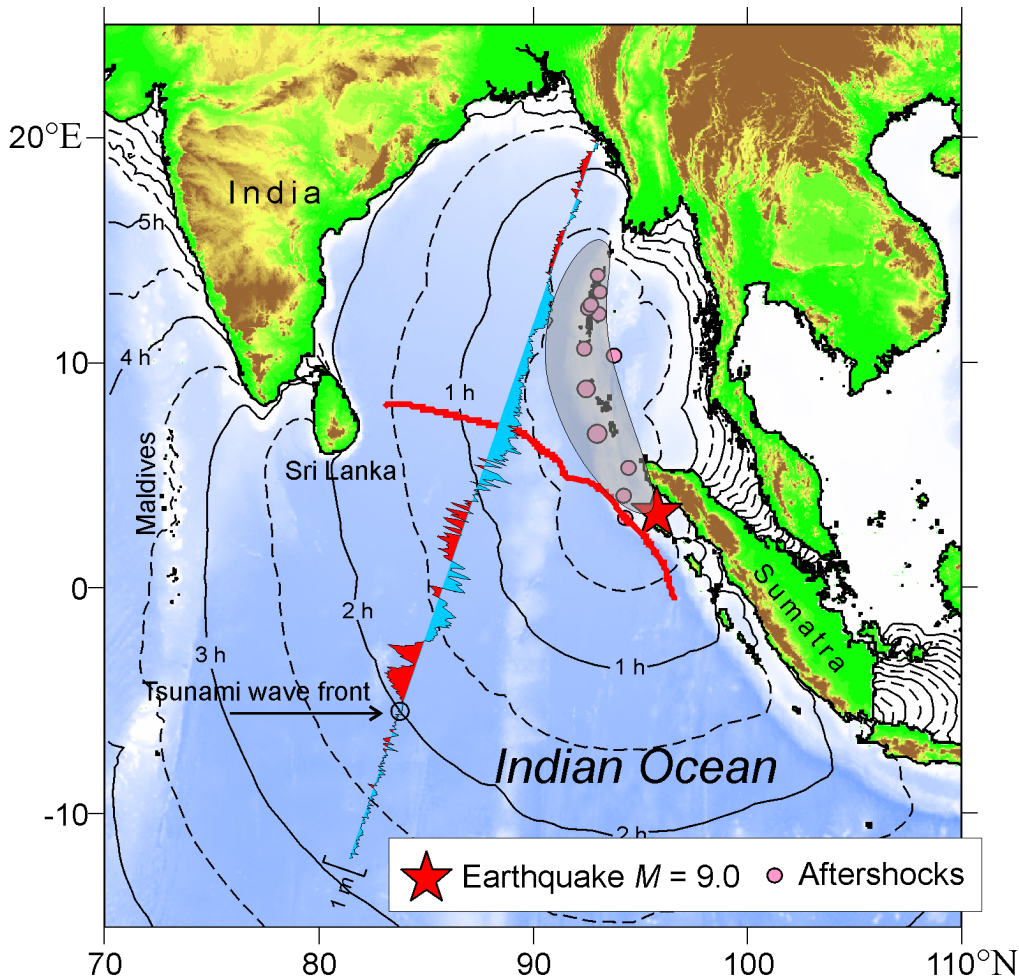 20°E
India
5h
4 h
1 h
10
Maldives
Sri Lanka
0
Sumatra
2 h
3 h
1 h
Tsunami wave front
Indian Ocean
-10
2 h
1 m
Earthquake M = 9.0
Aftershocks
70
80
90
100
110°N